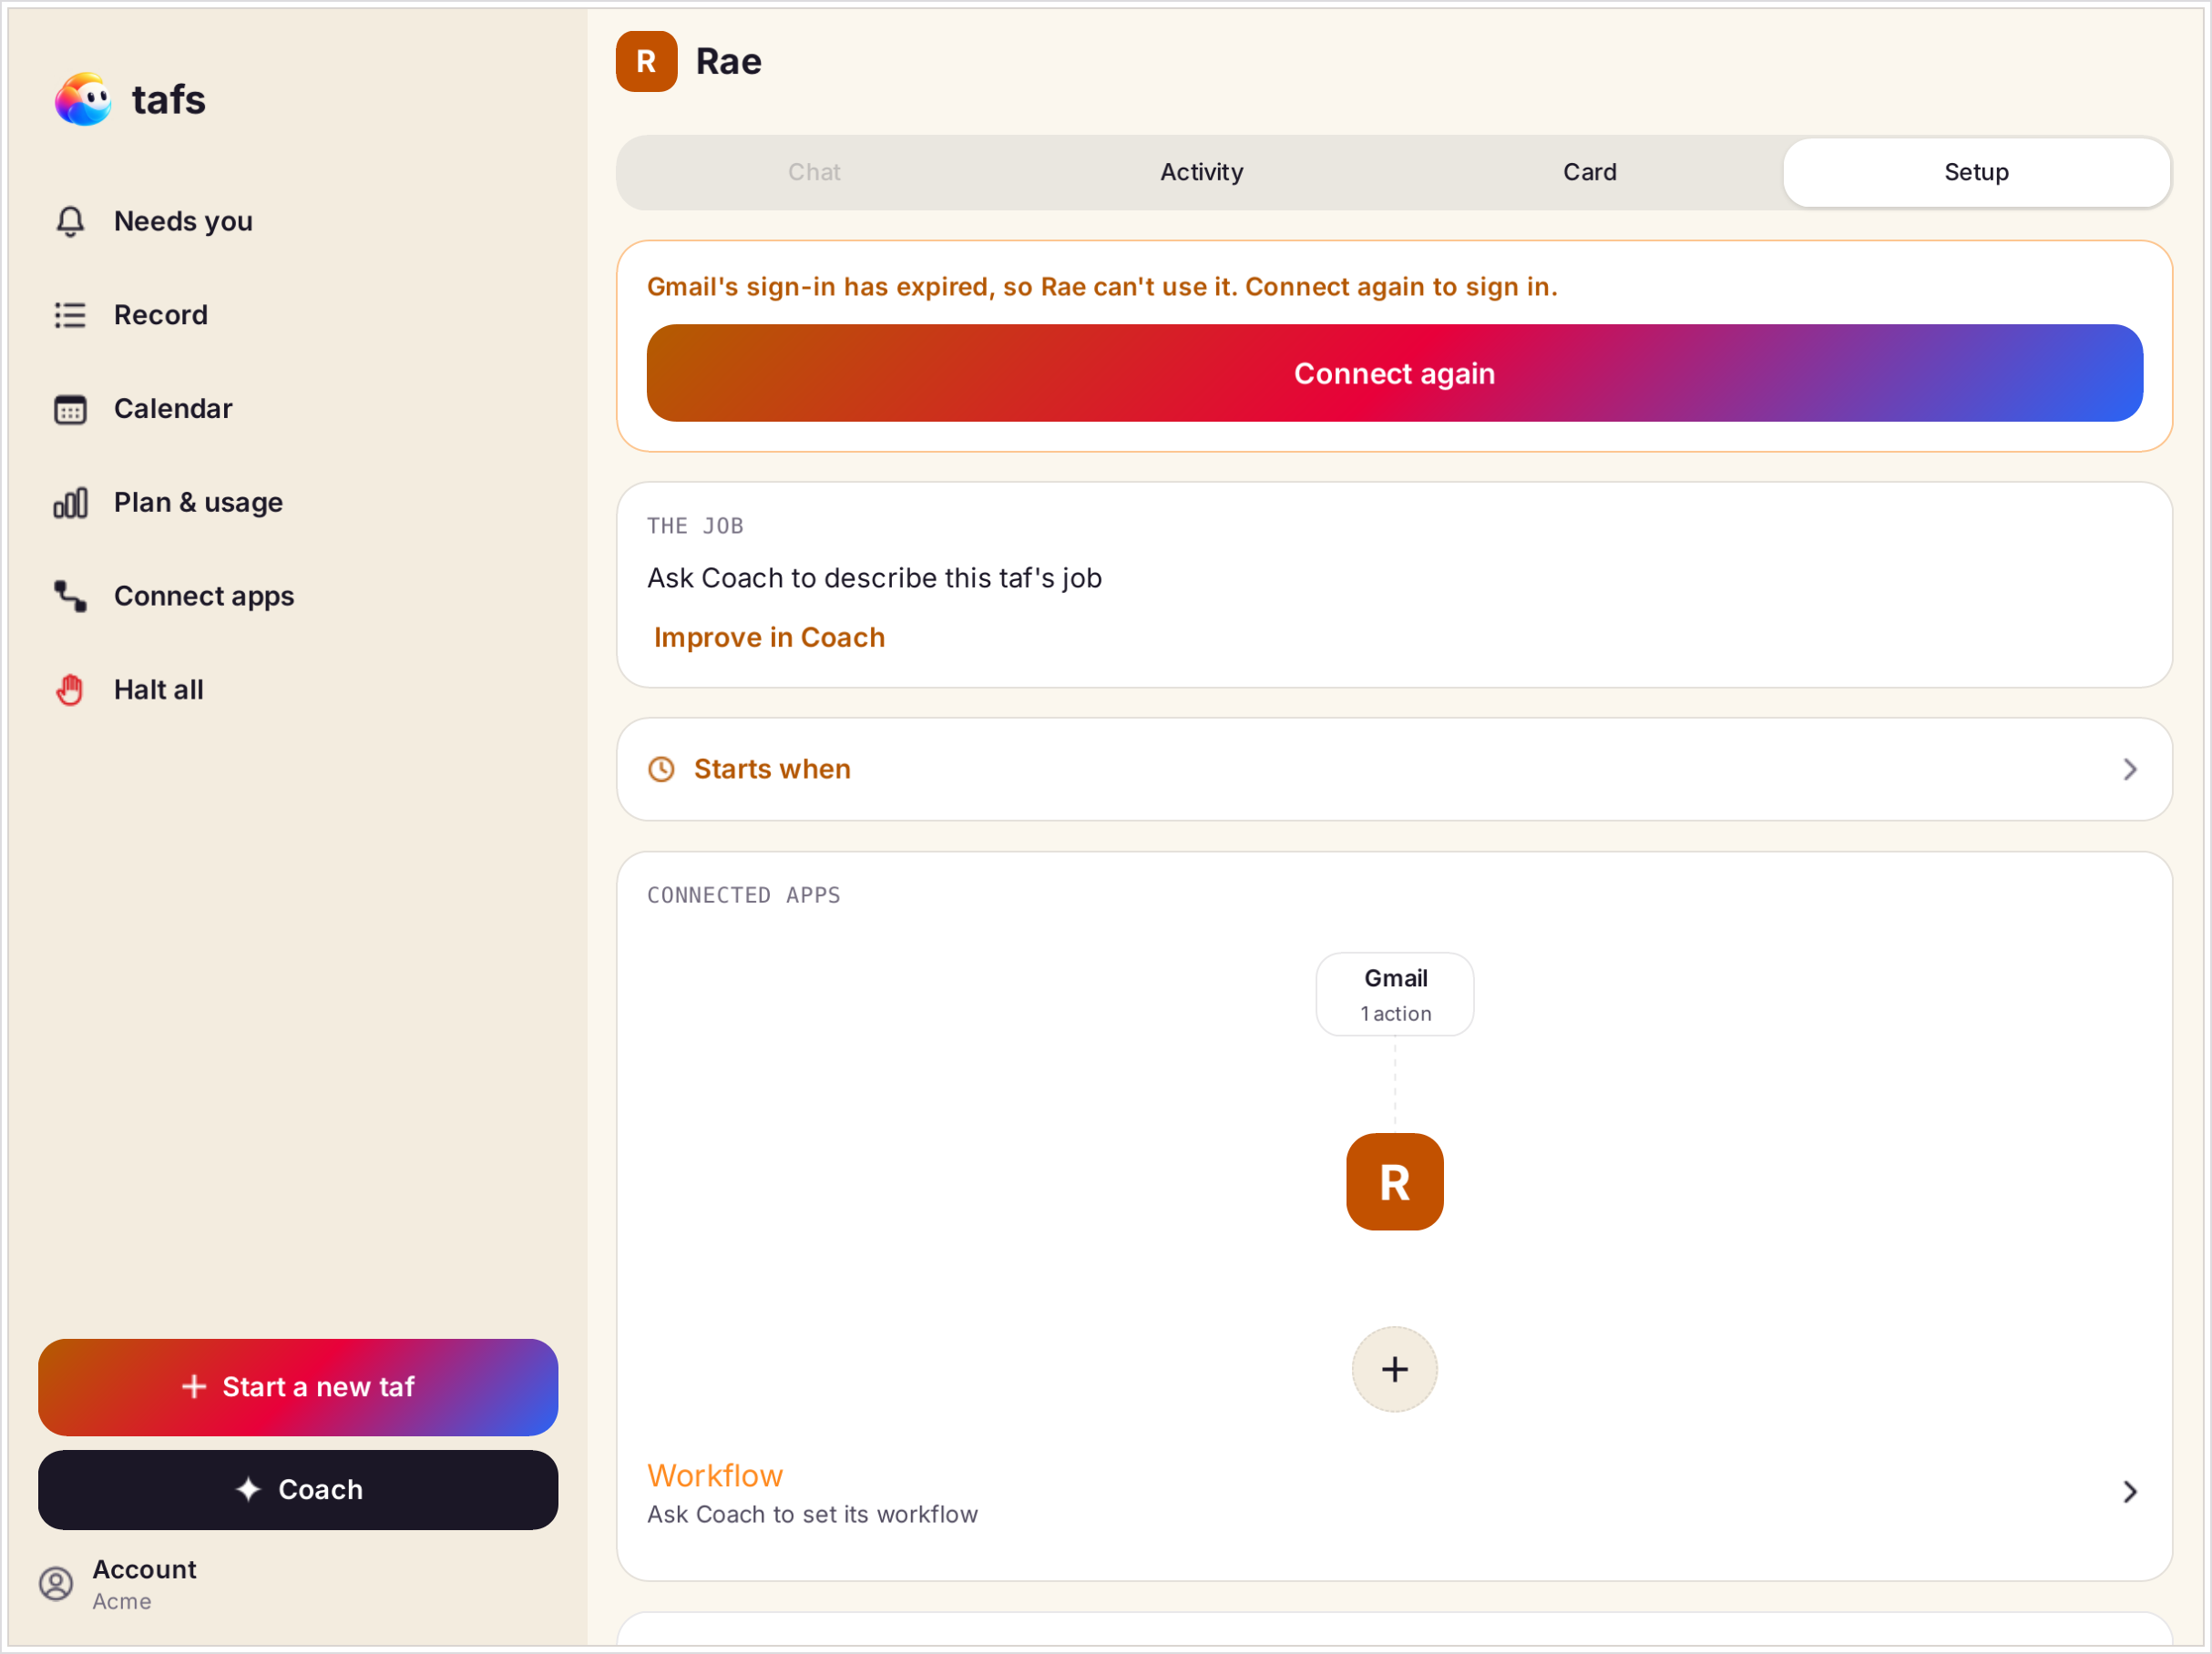 tafs
Needs you
Record
Calendar
Plan & usage
Connect apps
Halt all
Start a new taf
Coach
Account
Acme
R
Rae
Chat
Activity
Card
Setup
Gmail's sign-in has expired, so Rae can't use it. Connect again to sign in.
Connect again
THE JOB
Ask Coach to describe this taf's job
Improve in Coach
Starts when
CONNECTED APPS
Gmail
1 action
R
Workflow
Ask Coach to set its workflow